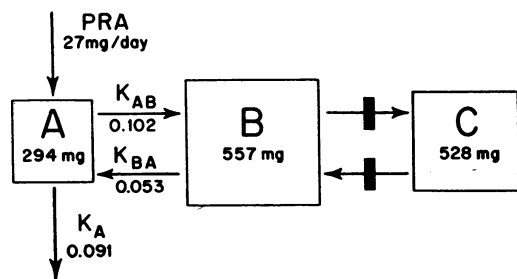 PRA
27mg/day
A
294 mg
K_AB
0.102
K_BA
0.053
B
557 mg
C
528 mg
K_A
0.091